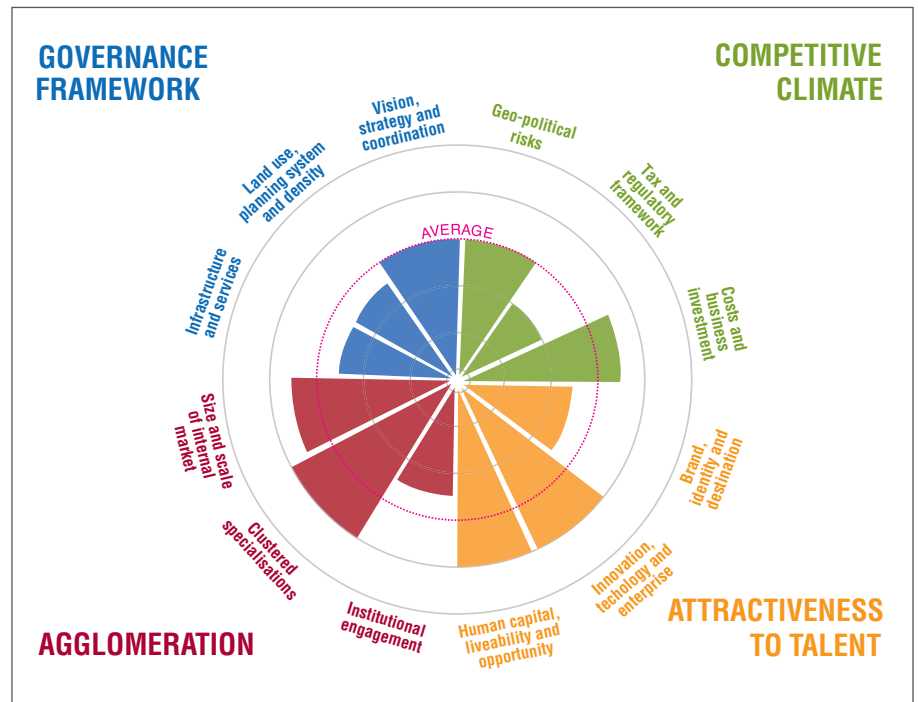 GOVERNANCE
FRAMEWORK
COMPETITIVE
CLIMATE
Vision,
strategy and
coordination
Geo-political
risks
Land use,
planning system
and density
Tax and
regulatory
framework
AVERAGE
Infrastructure
and services
Costs and
business
investment
Size and scale
of internal
market
Brand,
identity and
destination
Clustered
specialisations
Innovation,
techology and
enterprise
Institutional
engagement
Human capital,
liveability and
opportunity
AGGLOMERATION
ATTRACTIVENESS
TO TALENT